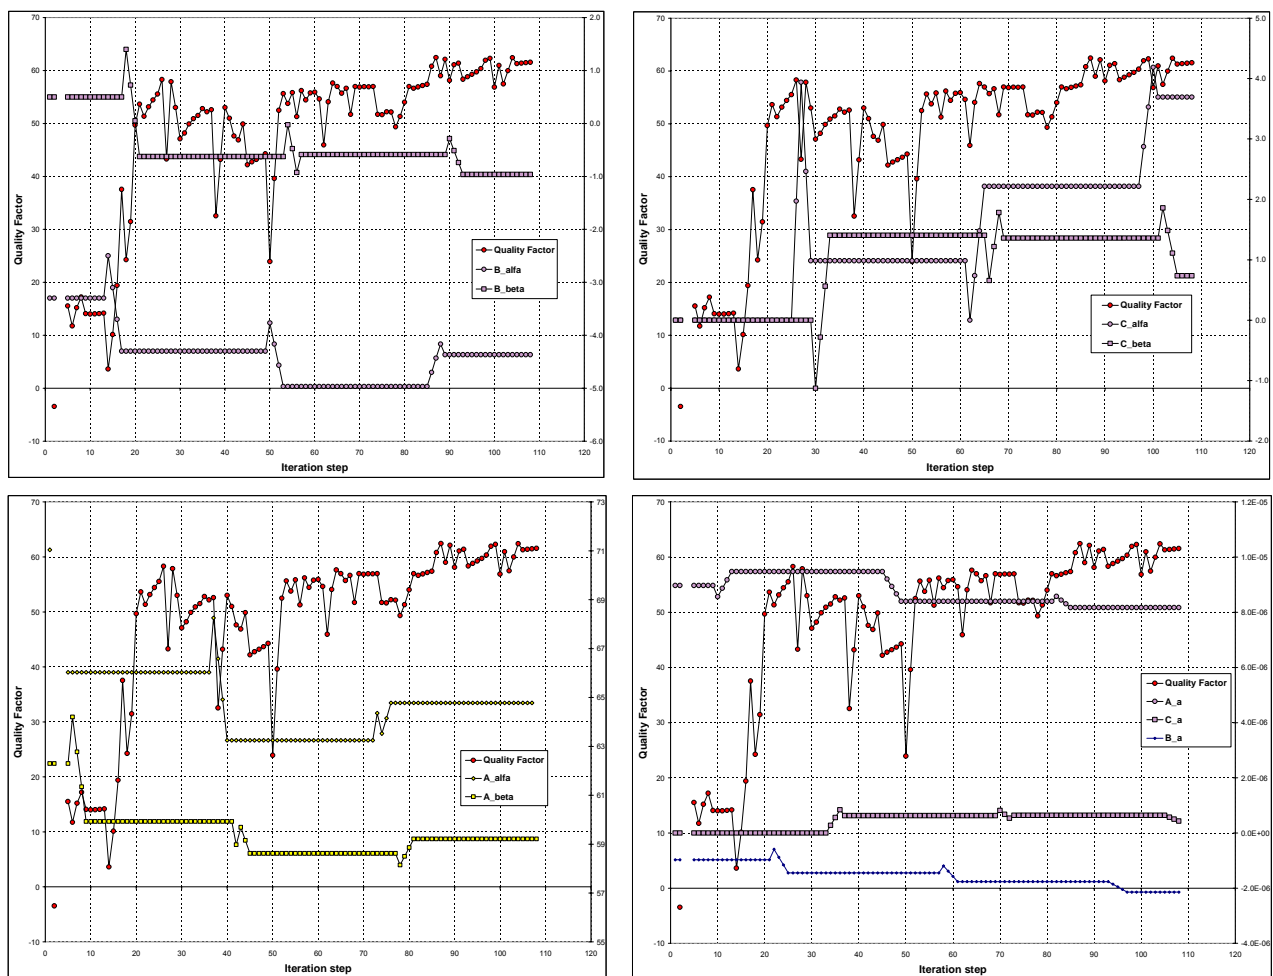 70
60
50
40
30
20
10
0
-10
Quality Factor
0 10 20 30 40 50 60 70 80 90 100 110 120
Iteration step
2.0
1.0
0.0
-1.0
-2.0
-3.0
-4.0
-5.0
-6.0
Quality Factor
B_alfa
B_beta
70
60
50
40
30
20
10
0
-10
Quality Factor
0 10 20 30 40 50 60 70 80 90 100 110 120
Iteration step
5.0
4.0
3.0
2.0
1.0
0.0
-1.0
-2.0
Quality Factor
C_alfa
C_beta
70
60
50
40
30
20
10
0
-10
Quality Factor
0 10 20 30 40 50 60 70 80 90 100 110 120
Iteration step
73
71
69
67
65
63
61
59
57
55
Quality Factor
A_alfa
A_beta
70
60
50
40
30
20
10
0
-10
Quality Factor
0 10 20 30 40 50 60 70 80 90 100 110 120
Iteration step
1.2E-05
1.0E-05
8.0E-06
6.0E-06
4.0E-06
2.0E-06
0.0E+00
-2.0E-06
-4.0E-06
Quality Factor
A_a
C_a
B_a